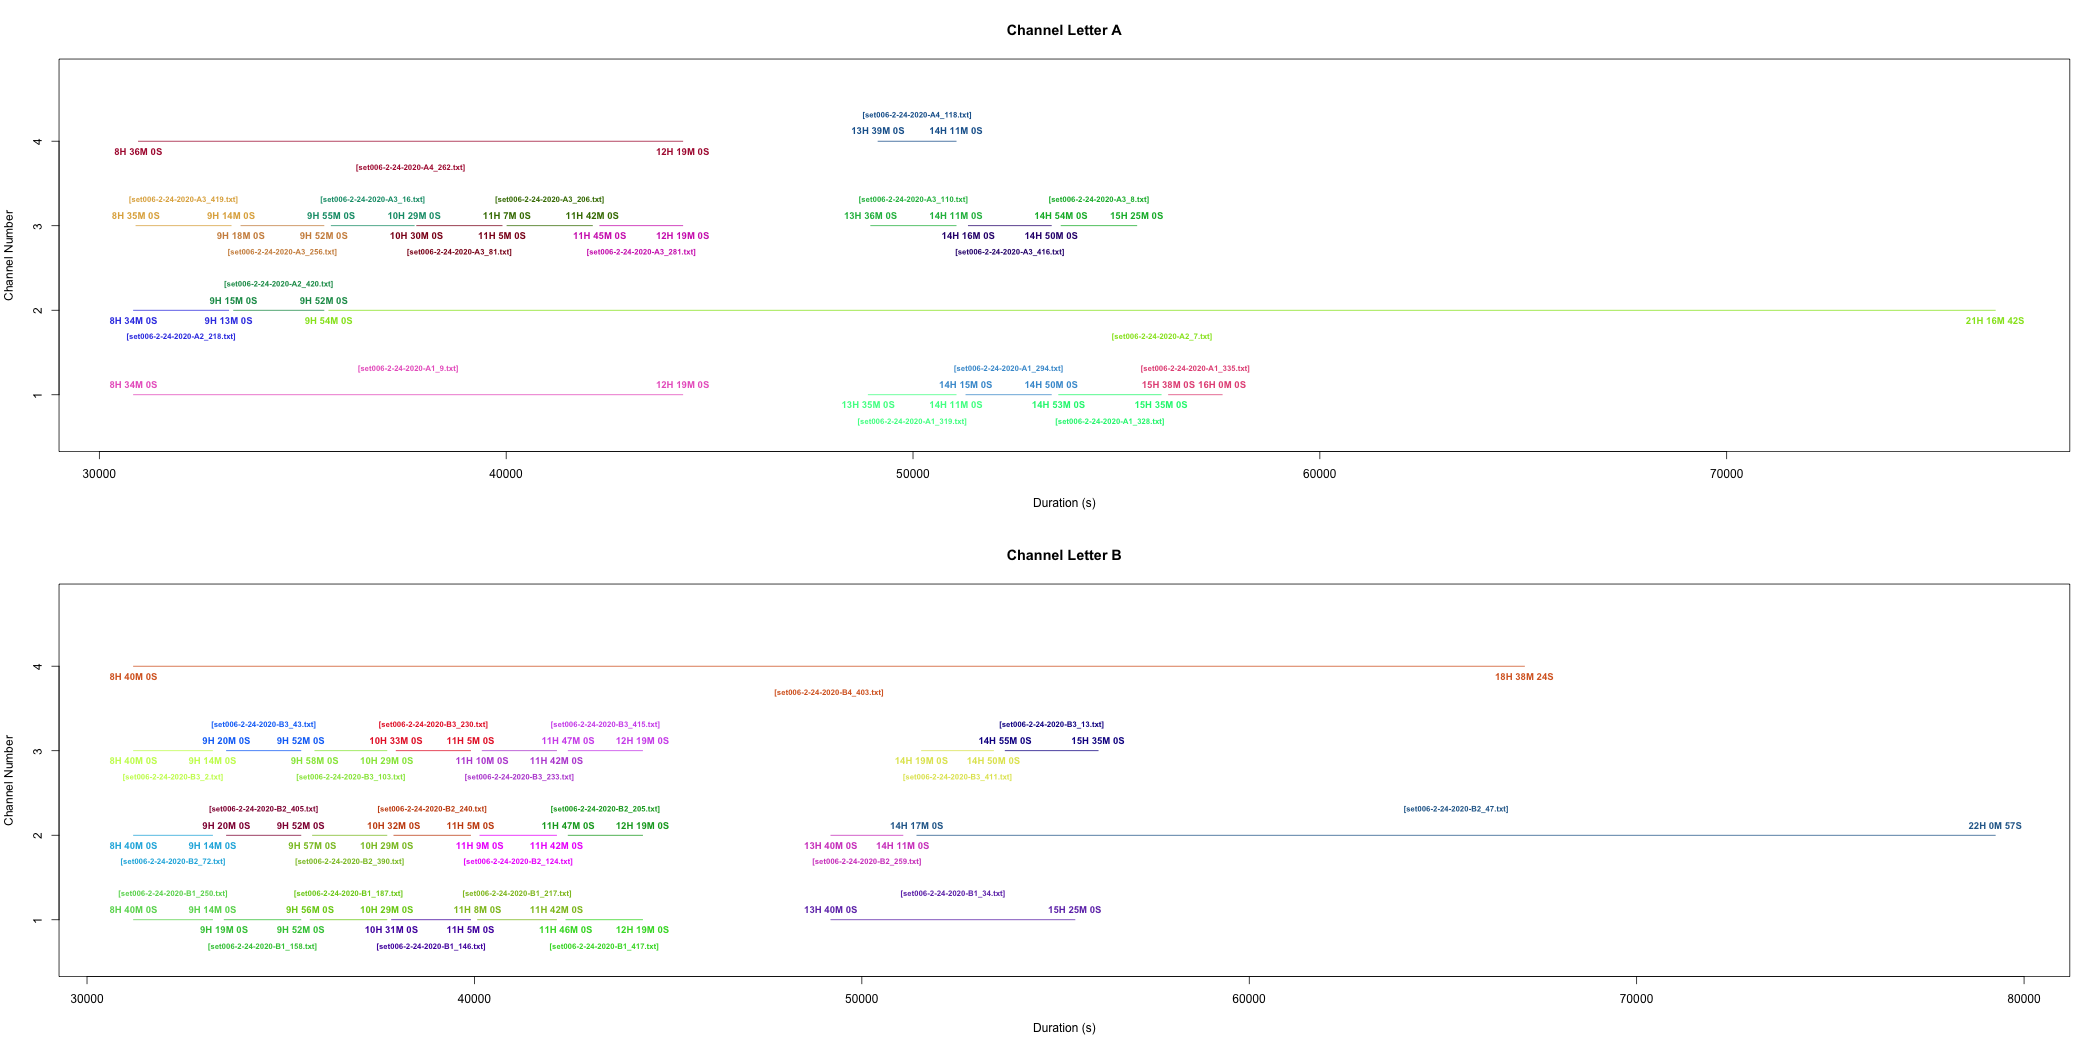 Channel Letter A
[set006-2-24-2020-A4_118.txt]
13H 39M 0S 14H 11M 0S
4
8H 36M 0S 12H 19M 0S
[set006-2-24-2020-A4_262.txt]
[set006-2-24-2020-A3_419.txt] [set006-2-24-2020-A3_16.txt] [set006-2-24-2020-A3_206.txt] [set006-2-24-2020-A3_110.txt] [set006-2-24-2020-A3_8.txt]
8H 35M 0S 9H 14M 0S 9H 55M 0S 10H 29M 0S 11H 7M 0S 11H 42M 0S 13H 36M 0S 14H 11M 0S 14H 54M 0S 15H 25M 0S
3
9H 18M 0S 9H 52M 0S 10H 30M 0S 11H 5M 0S 11H 45M 0S 12H 19M 0S 14H 16M 0S 14H 50M 0S
[set006-2-24-2020-A3_256.txt] [set006-2-24-2020-A3_81.txt] [set006-2-24-2020-A3_281.txt] [set006-2-24-2020-A3_416.txt]
Channel Number
[set006-2-24-2020-A2_420.txt]
9H 15M 0S 9H 52M 0S
2
8H 34M 0S 9H 13M 0S 9H 54M 0S 21H 16M 42S
[set006-2-24-2020-A2_218.txt] [set006-2-24-2020-A2_7.txt]
[set006-2-24-2020-A1_9.txt] [set006-2-24-2020-A1_294.txt] [set006-2-24-2020-A1_335.txt]
8H 34M 0S 12H 19M 0S 14H 15M 0S 14H 50M 0S 15H 38M 0S 16H 0M 0S
1
13H 35M 0S 14H 11M 0S 14H 53M 0S 15H 35M 0S
[set006-2-24-2020-A1_319.txt] [set006-2-24-2020-A1_328.txt]
30000 40000 50000 60000 70000
Duration (s)
Channel Letter B
4
8H 40M 0S 18H 38M 24S
[set006-2-24-2020-B4_403.txt]
[set006-2-24-2020-B3_43.txt] [set006-2-24-2020-B3_230.txt] [set006-2-24-2020-B3_415.txt] [set006-2-24-2020-B3_13.txt]
9H 20M 0S 9H 52M 0S 10H 33M 0S 11H 5M 0S 11H 47M 0S 12H 19M 0S 14H 55M 0S 15H 35M 0S
3
8H 40M 0S 9H 14M 0S 9H 58M 0S 10H 29M 0S 11H 10M 0S 11H 42M 0S 14H 19M 0S 14H 50M 0S
[set006-2-24-2020-B3_2.txt] [set006-2-24-2020-B3_103.txt] [set006-2-24-2020-B3_233.txt] [set006-2-24-2020-B3_411.txt]
Channel Number
[set006-2-24-2020-B2_405.txt] [set006-2-24-2020-B2_240.txt] [set006-2-24-2020-B2_205.txt] [set006-2-24-2020-B2_47.txt]
9H 20M 0S 9H 52M 0S 10H 32M 0S 11H 5M 0S 11H 47M 0S 12H 19M 0S 14H 17M 0S 22H 0M 57S
2
8H 40M 0S 9H 14M 0S 9H 57M 0S 10H 29M 0S 11H 9M 0S 11H 42M 0S 13H 40M 0S 14H 11M 0S
[set006-2-24-2020-B2_72.txt] [set006-2-24-2020-B2_390.txt] [set006-2-24-2020-B2_124.txt] [set006-2-24-2020-B2_259.txt]
[set006-2-24-2020-B1_250.txt] [set006-2-24-2020-B1_187.txt] [set006-2-24-2020-B1_217.txt] [set006-2-24-2020-B1_34.txt]
8H 40M 0S 9H 14M 0S 9H 56M 0S 10H 29M 0S 11H 8M 0S 11H 42M 0S 13H 40M 0S 15H 25M 0S
1
9H 19M 0S 9H 52M 0S 10H 31M 0S 11H 5M 0S 11H 46M 0S 12H 19M 0S
[set006-2-24-2020-B1_158.txt] [set006-2-24-2020-B1_146.txt] [set006-2-24-2020-B1_417.txt]
30000 40000 50000 60000 70000 80000
Duration (s)